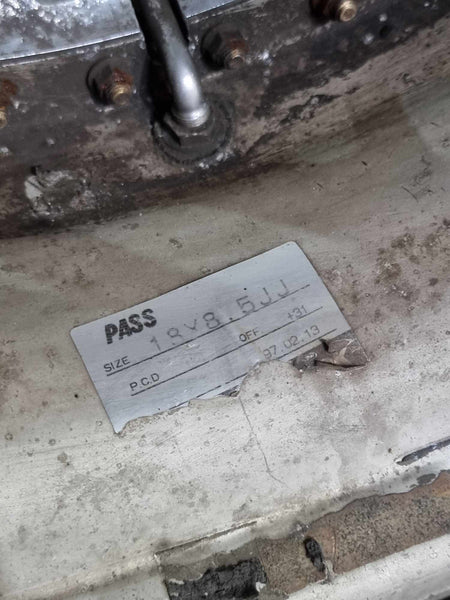 PASS
SIZE 18×8.5JJ
OFF +31
P.C.D
97.02.13